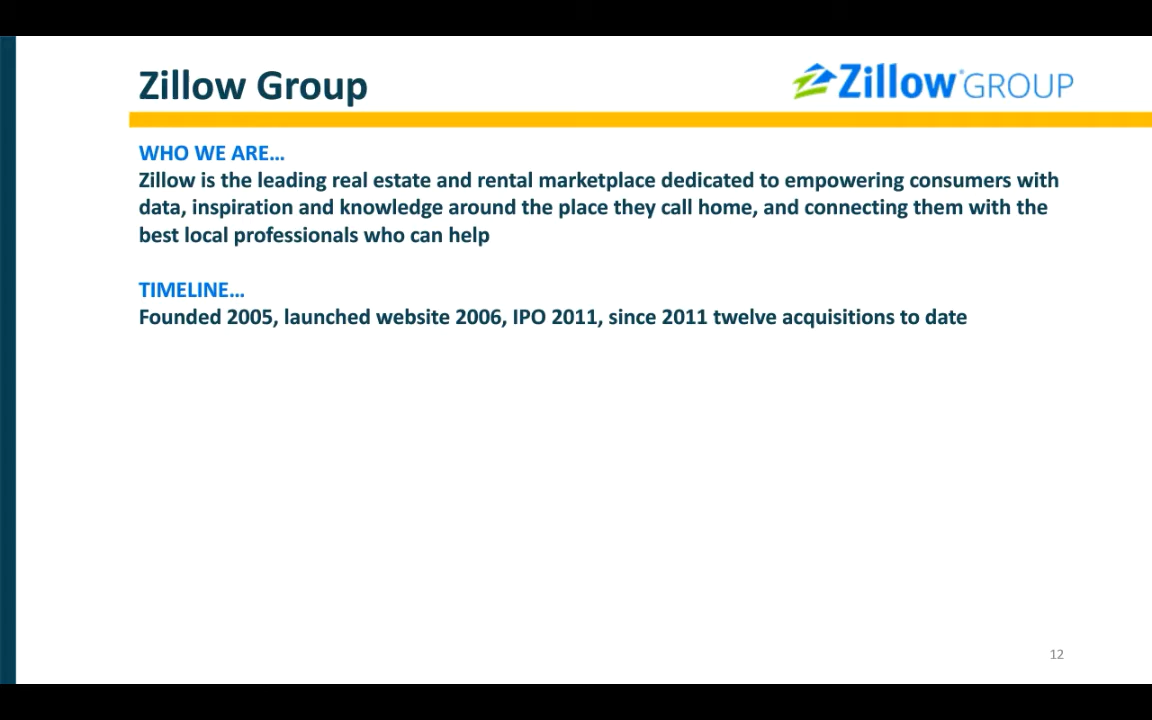 Zillow Group
Zillow® GROUP
WHO WE ARE...
Zillow is the leading real estate and rental marketplace dedicated to empowering consumers with
data, inspiration and knowledge around the place they call home, and connecting them with the
best local professionals who can help
TIMELINE...
Founded 2005, launched website 2006, IPO 2011, since 2011 twelve acquisitions to date
12